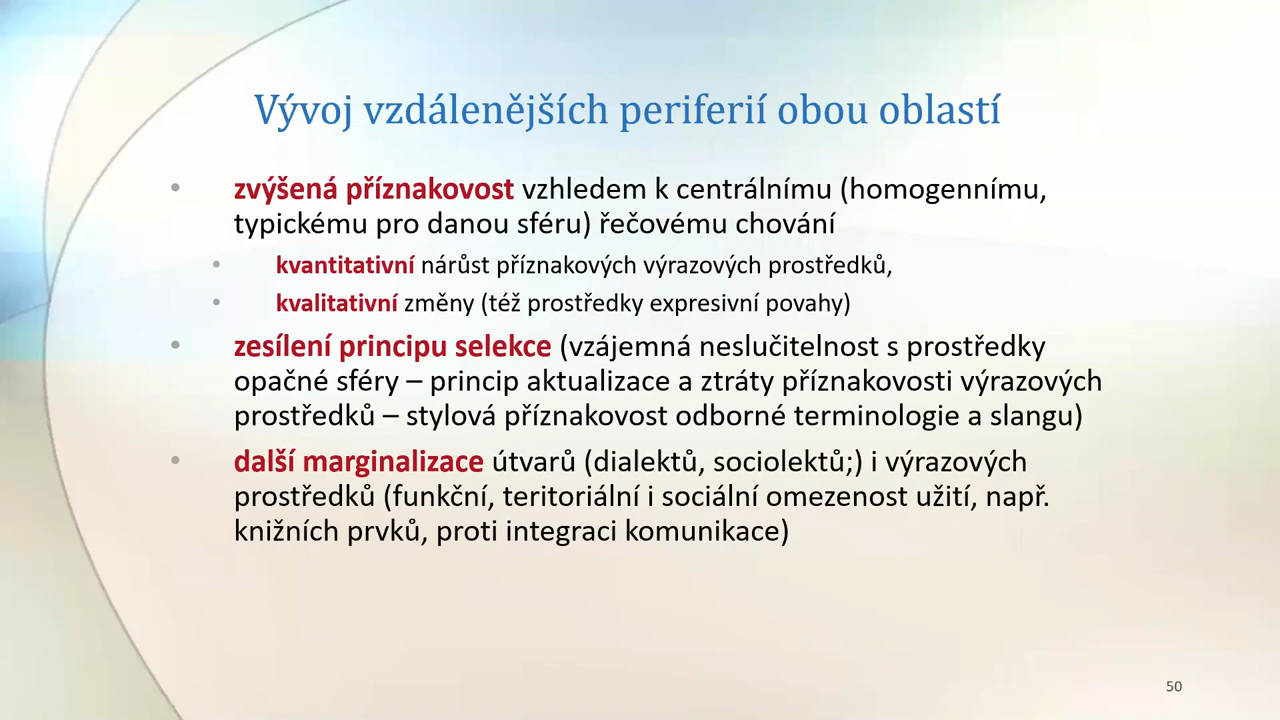 Vývoj vzdálenějších periferií obou oblastí
• zvýšená příznakovost vzhledem k centrálnímu (homogennímu,
typickému pro danou sféru) řečovému chování
• kvantitativní nárůst příznakových výrazových prostředků,
• kvalitativní změny (též prostředky expresivní povahy)
• zesílení principu selekce (vzájemná neslučitelnost s prostředky
opačné sféry – princip aktualizace a ztráty příznakovosti výrazových
prostředků – stylová příznakovost odborné terminologie a slangu)
• další marginalizace útvarů (dialektů, sociolektů;) i výrazových
prostředků (funkční, teritoriální i sociální omezenost užití, např.
knižních prvků, proti integraci komunikace)
50